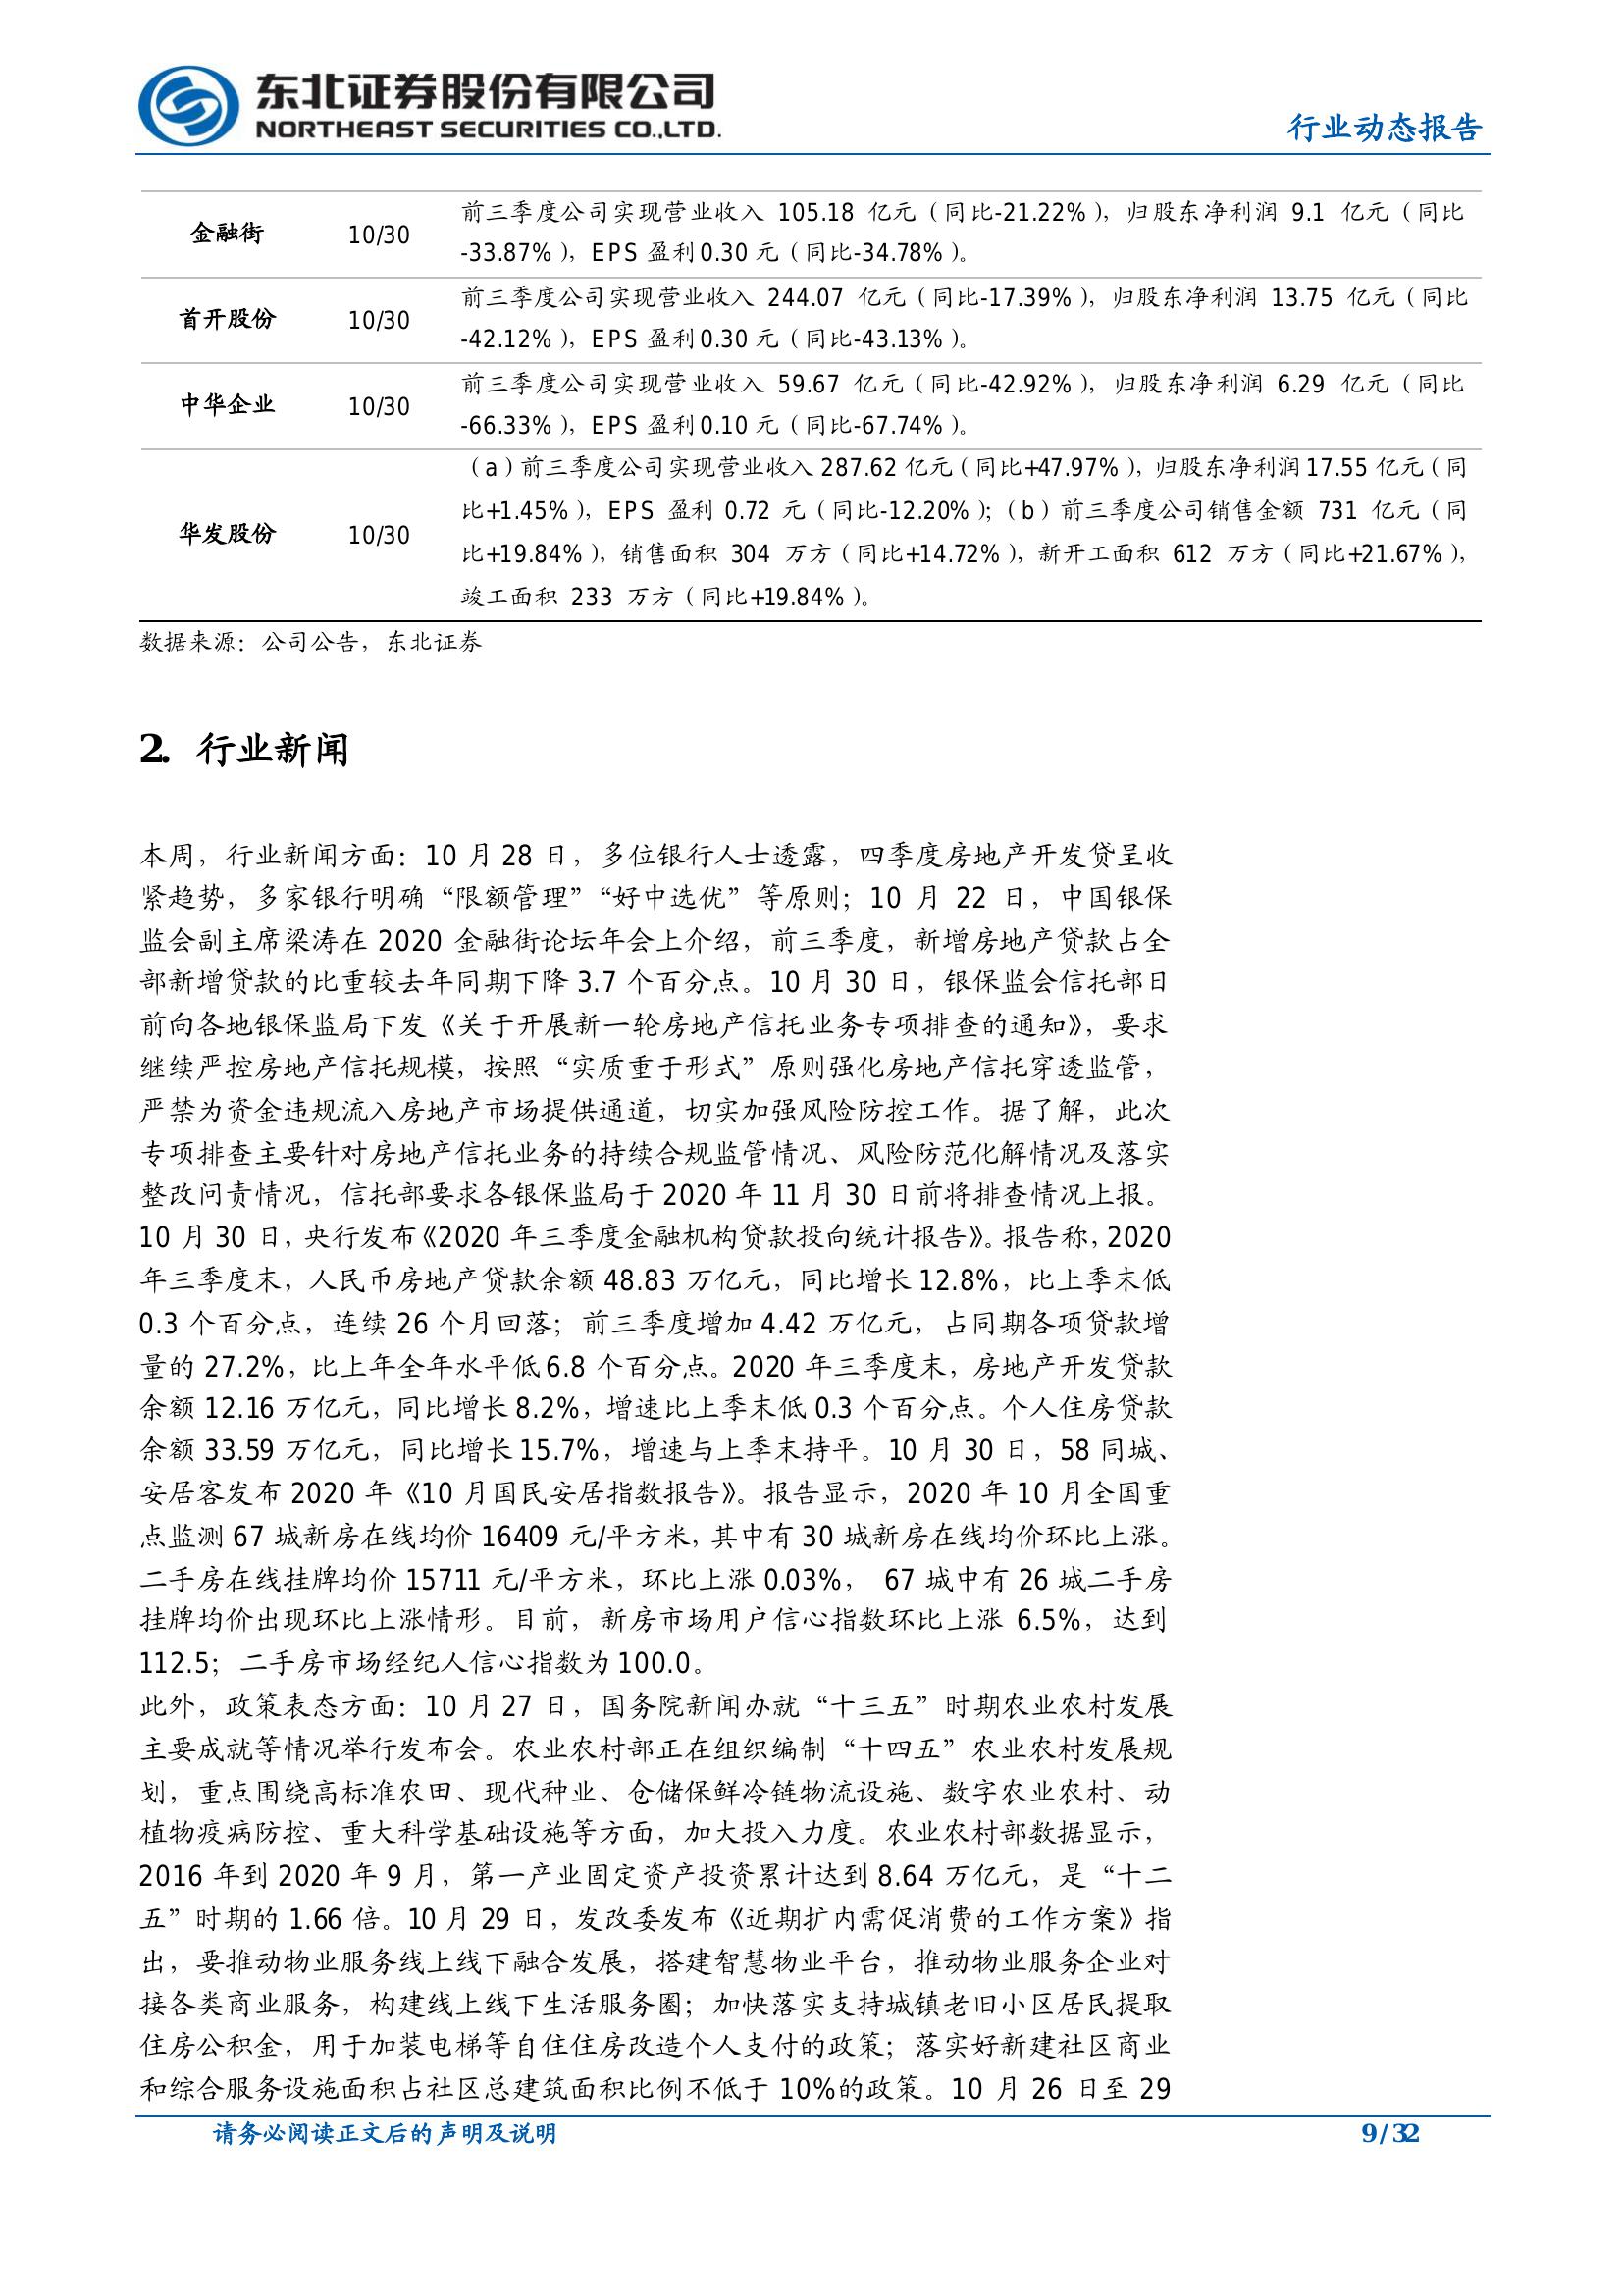 东北证券股份有限公司
NORTHEAST SECURITIES CO.,LTD.
行业动态报告
金融街 10/30 前三季度公司实现营业收入 105.18 亿元（同比-21.22%），归股东净利润 9.1 亿元（同比
-33.87%），EPS 盈利 0.30 元（同比-34.78%）。
首开股份 10/30 前三季度公司实现营业收入 244.07 亿元（同比-17.39%），归股东净利润 13.75 亿元（同比
-42.12%），EPS 盈利 0.30 元（同比-43.13%）。
中华企业 10/30 前三季度公司实现营业收入 59.67 亿元（同比-42.92%），归股东净利润 6.29 亿元（同比
-66.33%），EPS 盈利 0.10 元（同比-67.74%）。
华发股份 10/30 （a）前三季度公司实现营业收入 287.62 亿元（同比+47.97%），归股东净利润 17.55 亿元（同
比+1.45%），EPS 盈利 0.72 元（同比-12.20%）；（b）前三季度公司销售金额 731 亿元（同
比+19.84%），销售面积 304 万方（同比+14.72%），新开工面积 612 万方（同比+21.67%），
竣工面积 233 万方（同比+19.84%）。
数据来源：公司公告，东北证券
2. 行业新闻
本周，行业新闻方面：10 月 28 日，多位银行人士透露，四季度房地产开发贷呈收
紧趋势，多家银行明确“限额管理”“好中选优”等原则；10 月 22 日，中国银保
监会副主席梁涛在 2020 金融街论坛年会上介绍，前三季度，新增房地产贷款占全
部新增贷款的比重较去年同期下降 3.7 个百分点。10 月 30 日，银保监会信托部日
前向各地银保监局下发《关于开展新一轮房地产信托业务专项排查的通知》，要求
继续严控房地产信托规模，按照“实质重于形式”原则强化房地产信托穿透监管，
严禁为资金违规流入房地产市场提供通道，切实加强风险防控工作。据了解，此次
专项排查主要针对房地产信托业务的持续合规监管情况、风险防范化解情况及落实
整改问责情况，信托部要求各银保监局于 2020 年 11 月 30 日前将排查情况上报。
10 月 30 日，央行发布《2020 年三季度金融机构贷款投向统计报告》。报告称，2020
年三季度末，人民币房地产贷款余额 48.83 万亿元，同比增长 12.8%，比上季末低
0.3 个百分点，连续 26 个月回落；前三季度增加 4.42 万亿元，占同期各项贷款增
量的 27.2%，比上年全年水平低 6.8 个百分点。2020 年三季度末，房地产开发贷款
余额 12.16 万亿元，同比增长 8.2%，增速比上季末低 0.3 个百分点。个人住房贷款
余额 33.59 万亿元，同比增长 15.7%，增速与上季末持平。10 月 30 日，58 同城、
安居客发布 2020 年《10 月国民安居指数报告》。报告显示，2020 年 10 月全国重
点监测 67 城新房在线均价 16409 元/平方米，其中有 30 城新房在线均价环比上涨。
二手房在线挂牌均价 15711 元/平方米，环比上涨 0.03%， 67 城中有 26 城二手房
挂牌均价出现环比上涨情形。目前，新房市场用户信心指数环比上涨 6.5%，达到
112.5；二手房市场经纪人信心指数为 100.0。
此外，政策表态方面：10 月 27 日，国务院新闻办就“十三五”时期农业农村发展
主要成就等情况举行发布会。农业农村部正在组织编制“十四五”农业农村发展规
划，重点围绕高标准农田、现代种业、仓储保鲜冷链物流设施、数字农业农村、动
植物疫病防控、重大科学基础设施等方面，加大投入力度。农业农村部数据显示，
2016 年到 2020 年 9 月，第一产业固定资产投资累计达到 8.64 万亿元，是“十二
五”时期的 1.66 倍。10 月 29 日，发改委发布《近期扩内需促消费的工作方案》指
出，要推动物业服务线上线下融合发展，搭建智慧物业平台，推动物业服务企业对
接各类商业服务，构建线上线下生活服务圈；加快落实支持城镇老旧小区居民提取
住房公积金，用于加装电梯等自住住房改造个人支付的政策；落实好新建社区商业
和综合服务设施面积占社区总建筑面积比例不低于 10%的政策。10 月 26 日至 29
请务必阅读正文后的声明及说明
9 / 32